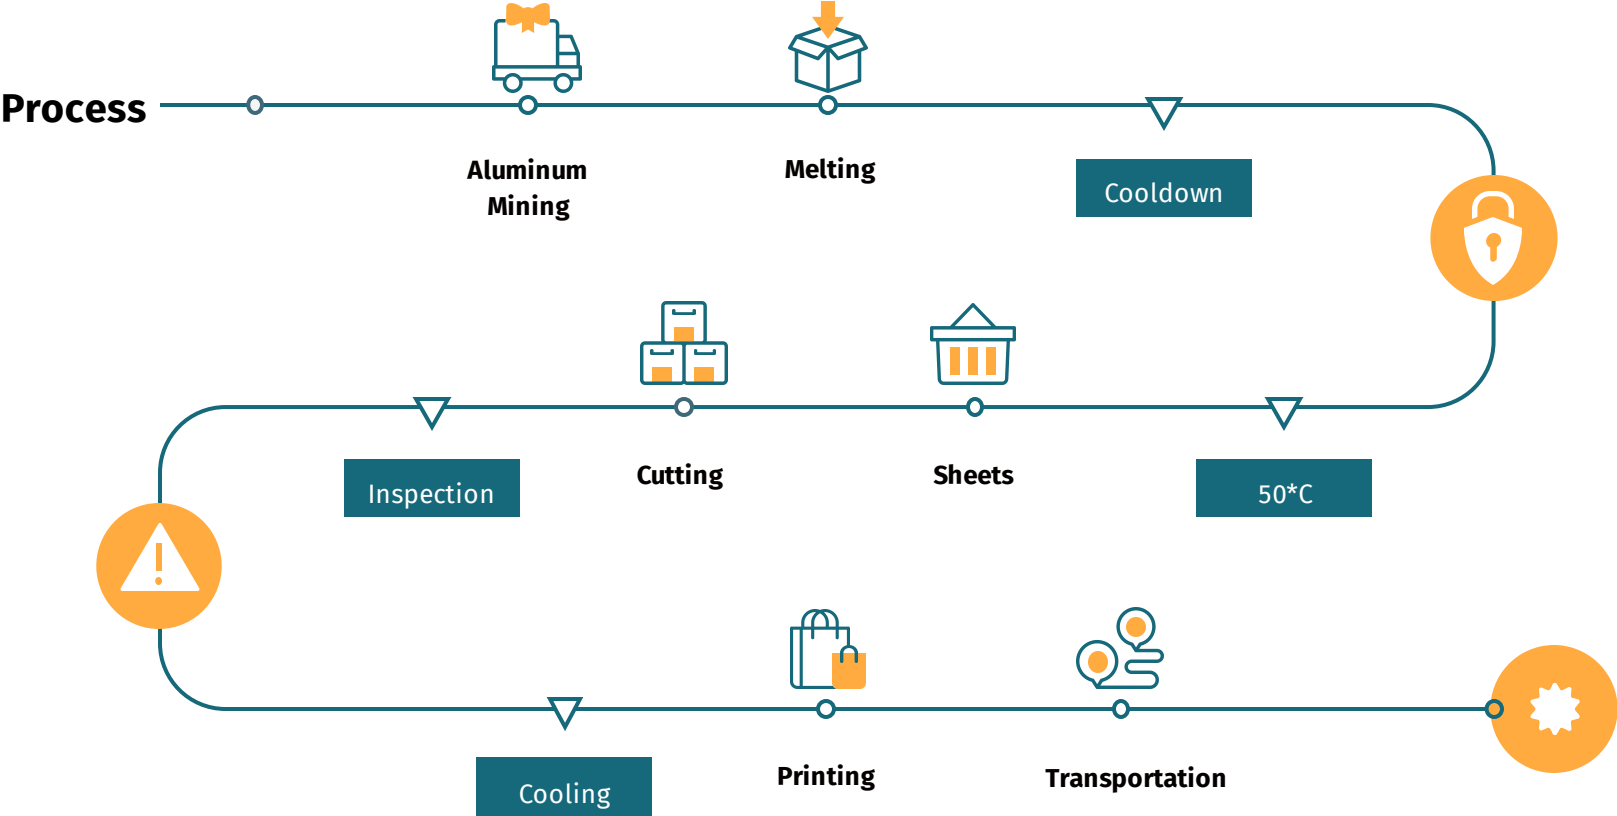 Process
Aluminum
Mining
Melting
Cooldown
Inspection
Cutting
Sheets
50*C
Cooling
Printing
Transportation